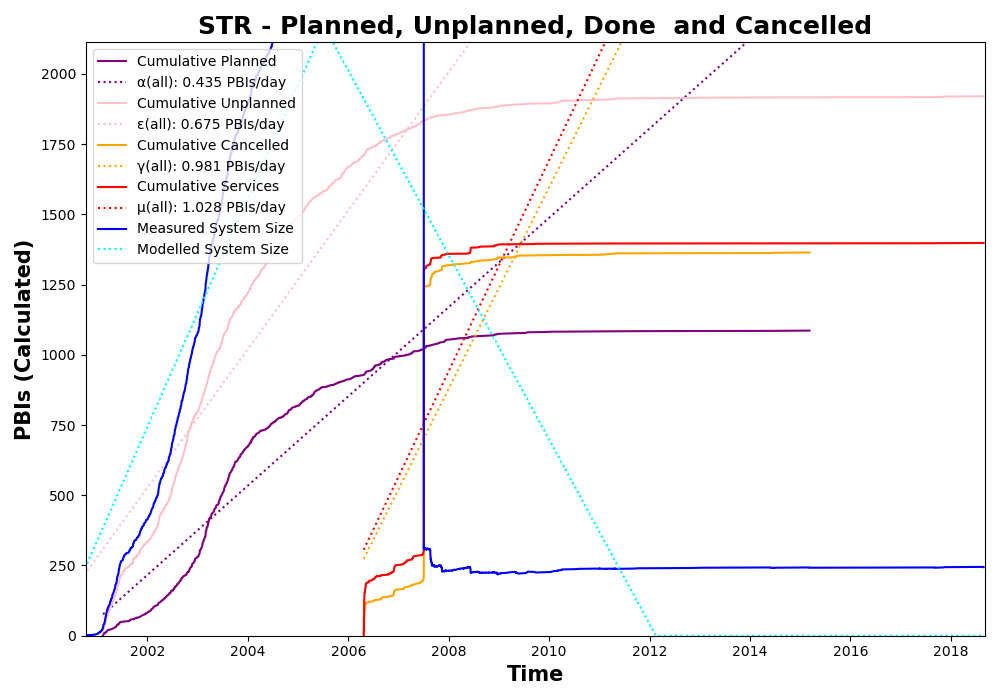 STR - Planned, Unplanned, Done  and Cancelled
Cumulative Planned
α(all): 0.435 PBIs/day
Cumulative Unplanned
ε(all): 0.675 PBIs/day
Cumulative Cancelled
γ(all): 0.981 PBIs/day
Cumulative Services
μ(all): 1.028 PBIs/day
Measured System Size
Modelled System Size
PBIs (Calculated)
2000
1750
1500
1250
1000
750
500
250
0
2002 2004 2006 2008 2010 2012 2014 2016 2018
Time